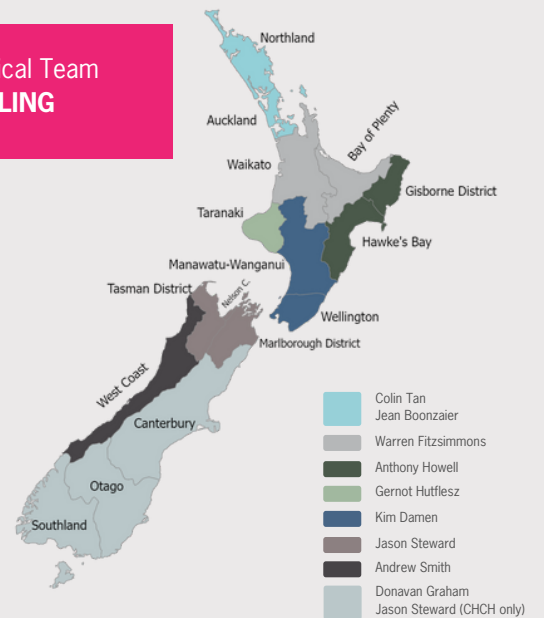 ical Team
LING
Northland
Auckland
Bay of Plenty
Waikato
Gisborne District
Taranaki
Hawke's Bay
Manawatu-Wanganui
Tasman District
Nelson C.
Wellington
Marlborough District
West Coast
Canterbury
Otago
Southland
Colin Tan
Jean Boonzaier
Warren Fitzsimmons
Anthony Howell
Gernot Hutflesz
Kim Damen
Jason Steward
Andrew Smith
Donavan Graham
Jason Steward (CHCH only)